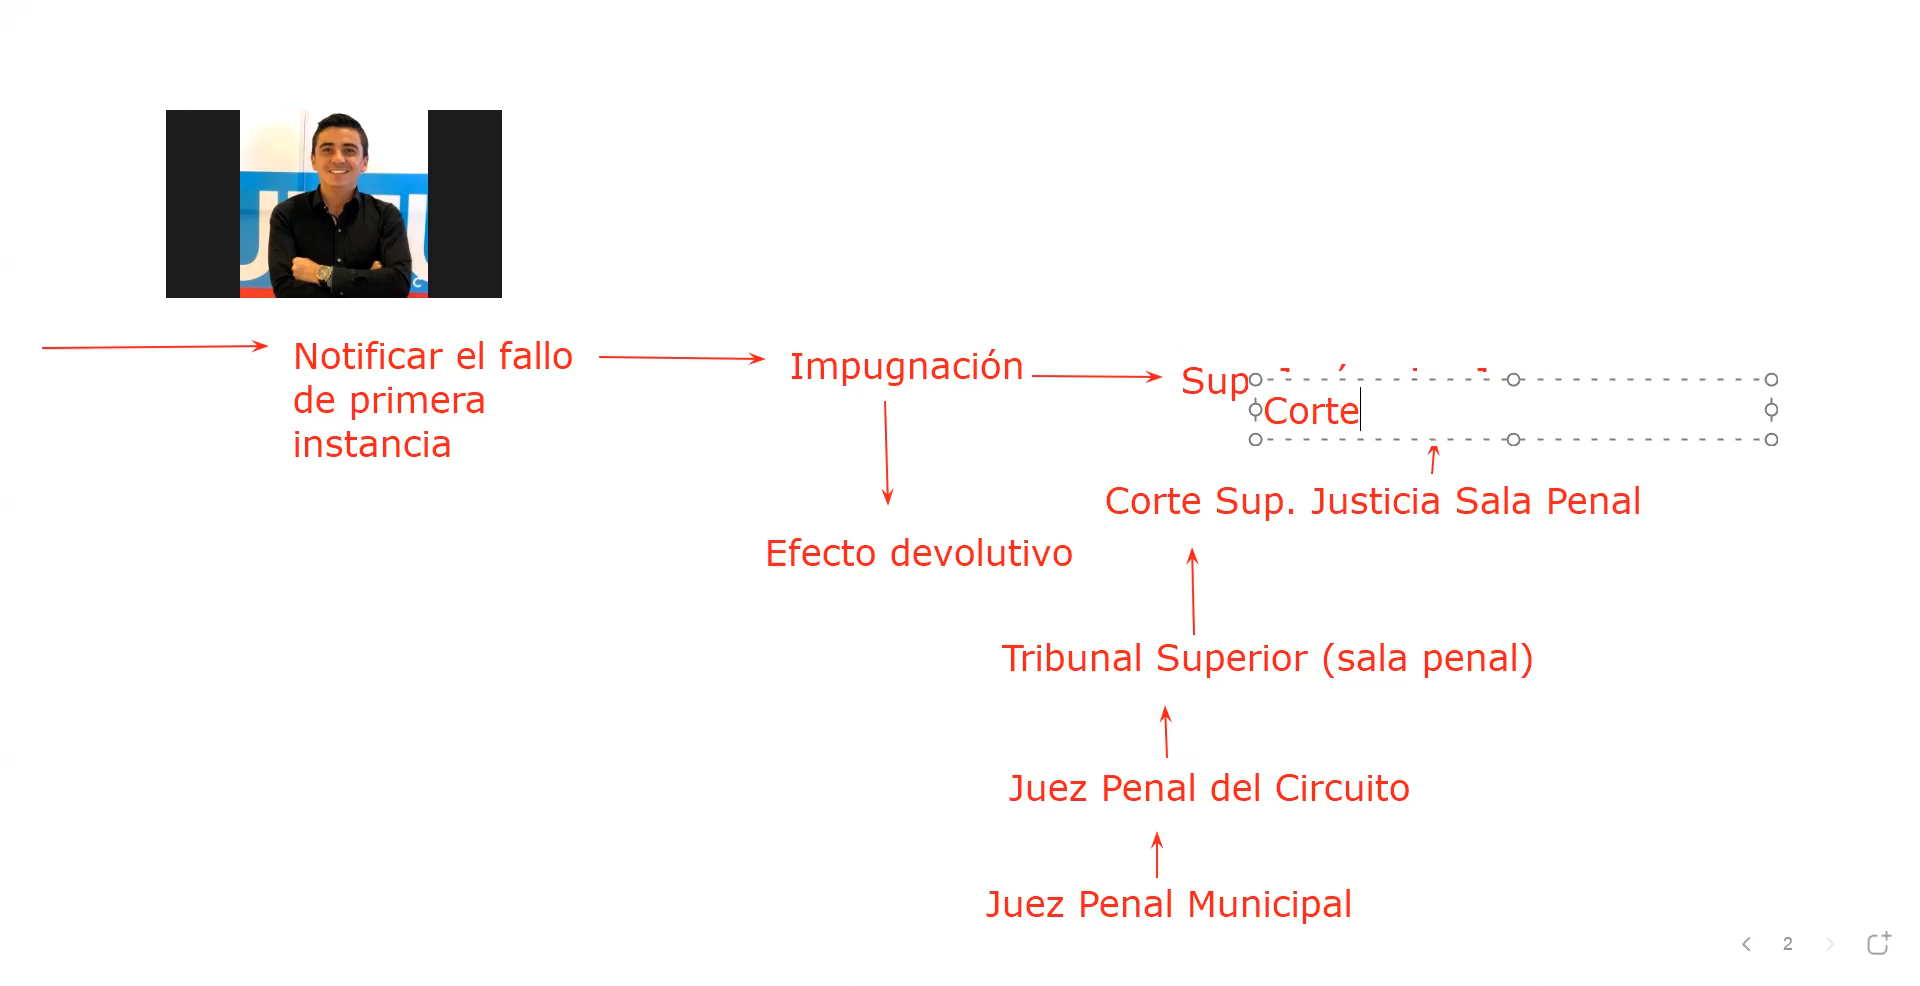 Notificar el fallo
de primera
instancia
Impugnación
Sup
Corte
Corte Sup. Justicia Sala Penal
Efecto devolutivo
Tribunal Superior (sala penal)
Juez Penal del Circuito
Juez Penal Municipal
2